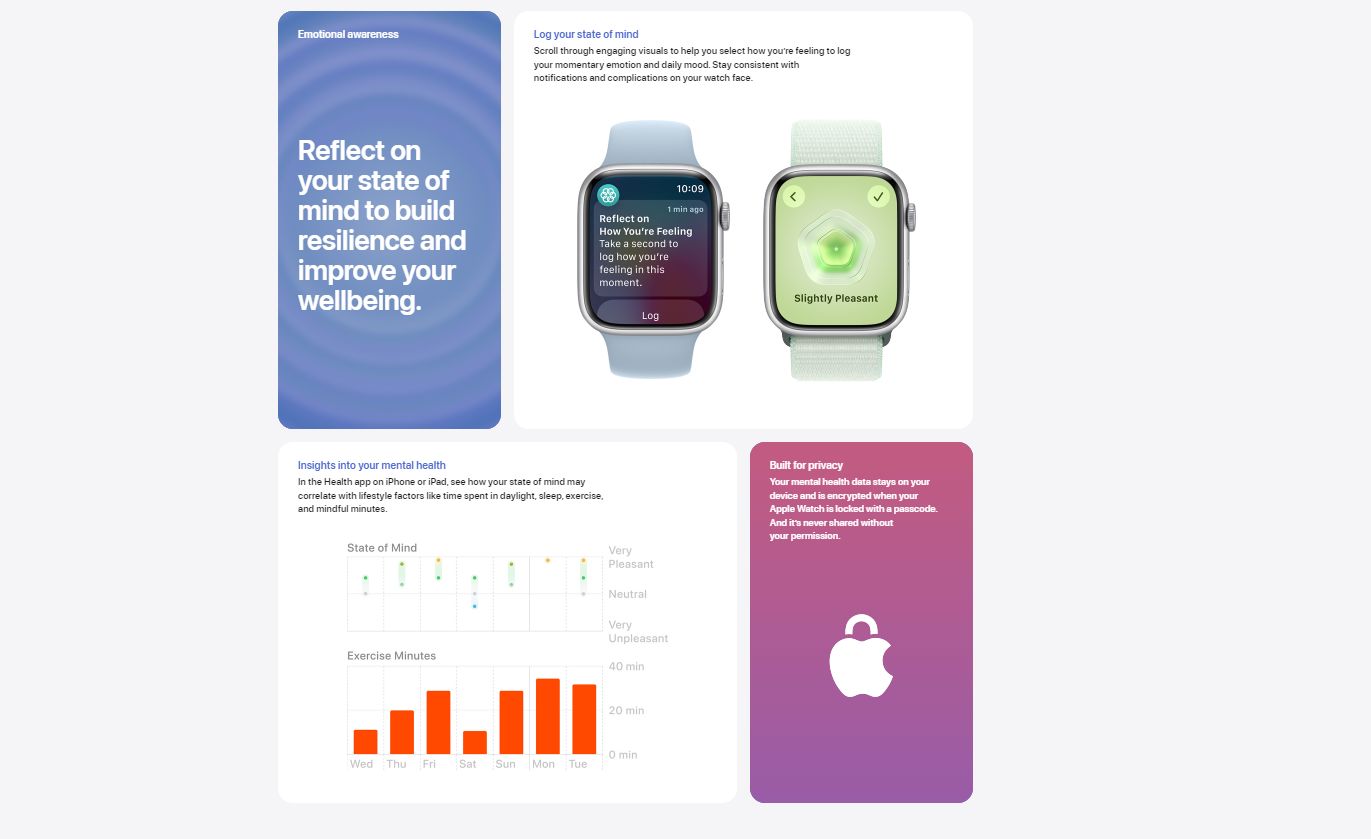 Emotional awareness
Reflect on
your state of
mind to build
resilience and
improve your
wellbeing.
Log your state of mind
Scroll through engaging visuals to help you select how you're feeling to log
your momentary emotion and daily mood. Stay consistent with
notifications and complications on your watch face.
10:09
1 min ago
Reflect on
How You're Feeling
Take a second to
log how you're
feeling in this
moment.
Log
Slightly Pleasant
Insights into your mental health
In the Health app on iPhone or iPad, see how your state of mind may
correlate with lifestyle factors like time spent in daylight, sleep, exercise,
and mindful minutes.
State of Mind
Very
Pleasant
Neutral
Very
Unpleasant
Exercise Minutes
40 min
20 min
0 min
Wed Thu Fri Sat Sun Mon Tue
Built for privacy
Your mental health data stays on your
device and is encrypted when your
Apple Watch is locked with a passcode.
And it's never shared without
your permission.